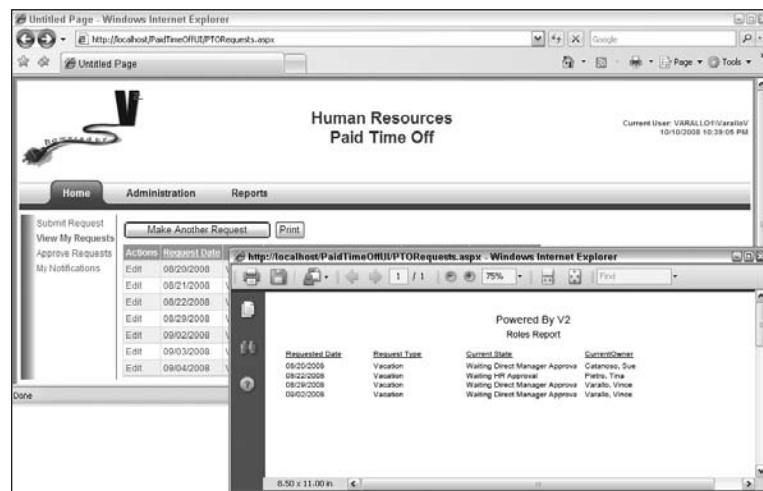 Untitled Page - Windows Internet Explorer
http://localhost/PaidTimeOffUI/PTORequests.aspx
Google
Untitled Page
Page
Tools
V2
Human Resources
Paid Time Off
Current User: VARALLO1\VaralloV
10/10/2008 10:39:05 PM
Home
Administration
Reports
Submit Request
View My Requests
Approve Requests
My Notifications
Make Another Request
Print
Actions Request Date
Edit 08/20/2008
Edit 08/21/2008
Edit 08/22/2008
Edit 08/29/2008
Edit 09/02/2008
Edit 09/03/2008
Edit 09/04/2008
Done
http://localhost/PaidTimeOffUI/PTORequests.aspx - Windows Internet Explorer
1 / 1 75% Find
Powered By V2
Roles Report
Requested Date Request Type Current State CurrentOwner
08/20/2008 Vacation Waiting Direct Manager Approva Catanoso, Sue
08/22/2008 Vacation Waiting HR Approval Pietro, Tina
08/29/2008 Vacation Waiting Direct Manager Approva Varallo, Vince
09/02/2008 Vacation Waiting Direct Manager Approva Varallo, Vince
8.50 x 11.00 in